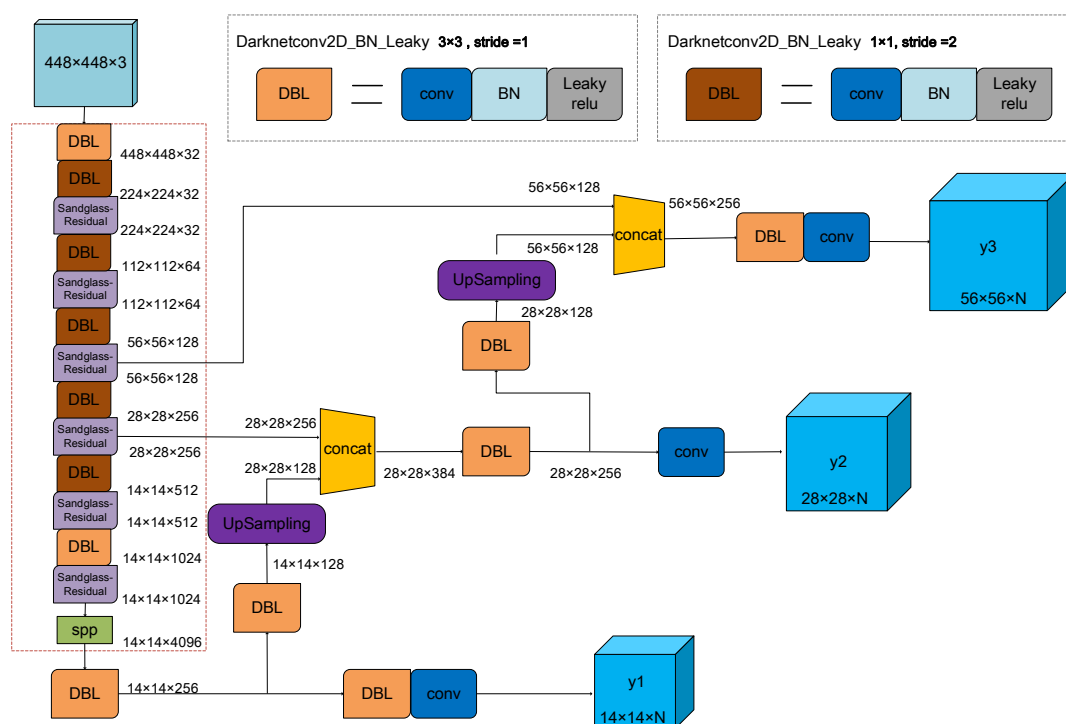 448×448×3
Darknetconv2D_BN_Leaky 3×3 , stride =1
DBL
conv
BN
Leaky
relu
Darknetconv2D_BN_Leaky 1×1, stride =2
DBL
conv
BN
Leaky
relu
DBL
448×448×32
DBL
224×224×32
Sandglass-
Residual
224×224×32
DBL
112×112×64
Sandglass-
Residual
112×112×64
DBL
56×56×128
Sandglass-
Residual
56×56×128
DBL
28×28×256
Sandglass-
Residual
28×28×256
DBL
14×14×512
Sandglass-
Residual
14×14×512
DBL
14×14×1024
Sandglass-
Residual
14×14×1024
spp
14×14×4096
DBL
14×14×256
56×56×128
concat
56×56×256
56×56×128
DBL
conv
y3
56×56×N
UpSampling
28×28×128
DBL
28×28×256
concat
28×28×128
28×28×384
DBL
28×28×256
conv
y2
28×28×N
UpSampling
14×14×128
DBL
DBL
conv
y1
14×14×N